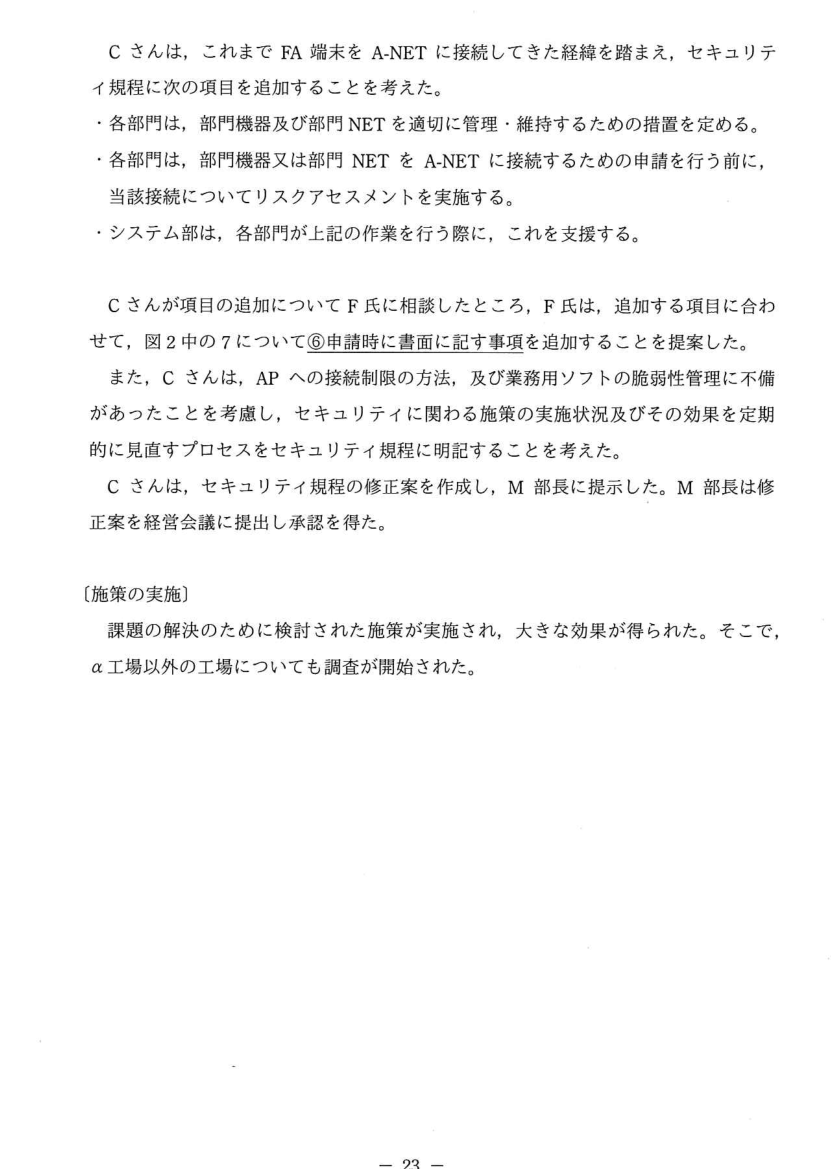 C さんは，これまで FA 端末を A-NET に接続してきた経緯を踏まえ，セキュリテ
ィ規程に次の項目を追加することを考えた。
・各部門は，部門機器及び部門 NET を適切に管理・維持するための措置を定める。
・各部門は，部門機器又は部門 NET を A-NET に接続するための申請を行う前に，
当該接続についてリスクアセスメントを実施する。
・システム部は，各部門が上記の作業を行う際に，これを支援する。
C さんが項目の追加について F 氏に相談したところ，F 氏は，追加する項目に合わ
せて，図 2 中の 7 について⑥申請時に書面に記す事項を追加することを提案した。
また，C さんは，AP への接続制限の方法，及び業務用ソフトの脆弱性管理に不備
があったことを考慮し，セキュリティに関わる施策の実施状況及びその効果を定期
的に見直すプロセスをセキュリティ規程に明記することを考えた。
C さんは，セキュリティ規程の修正案を作成し，M 部長に提示した。M 部長は修
正案を経営会議に提出し承認を得た。
〔施策の実施〕
課題の解決のために検討された施策が実施され，大きな効果が得られた。そこで，
α 工場以外の工場についても調査が開始された。
— 23 —